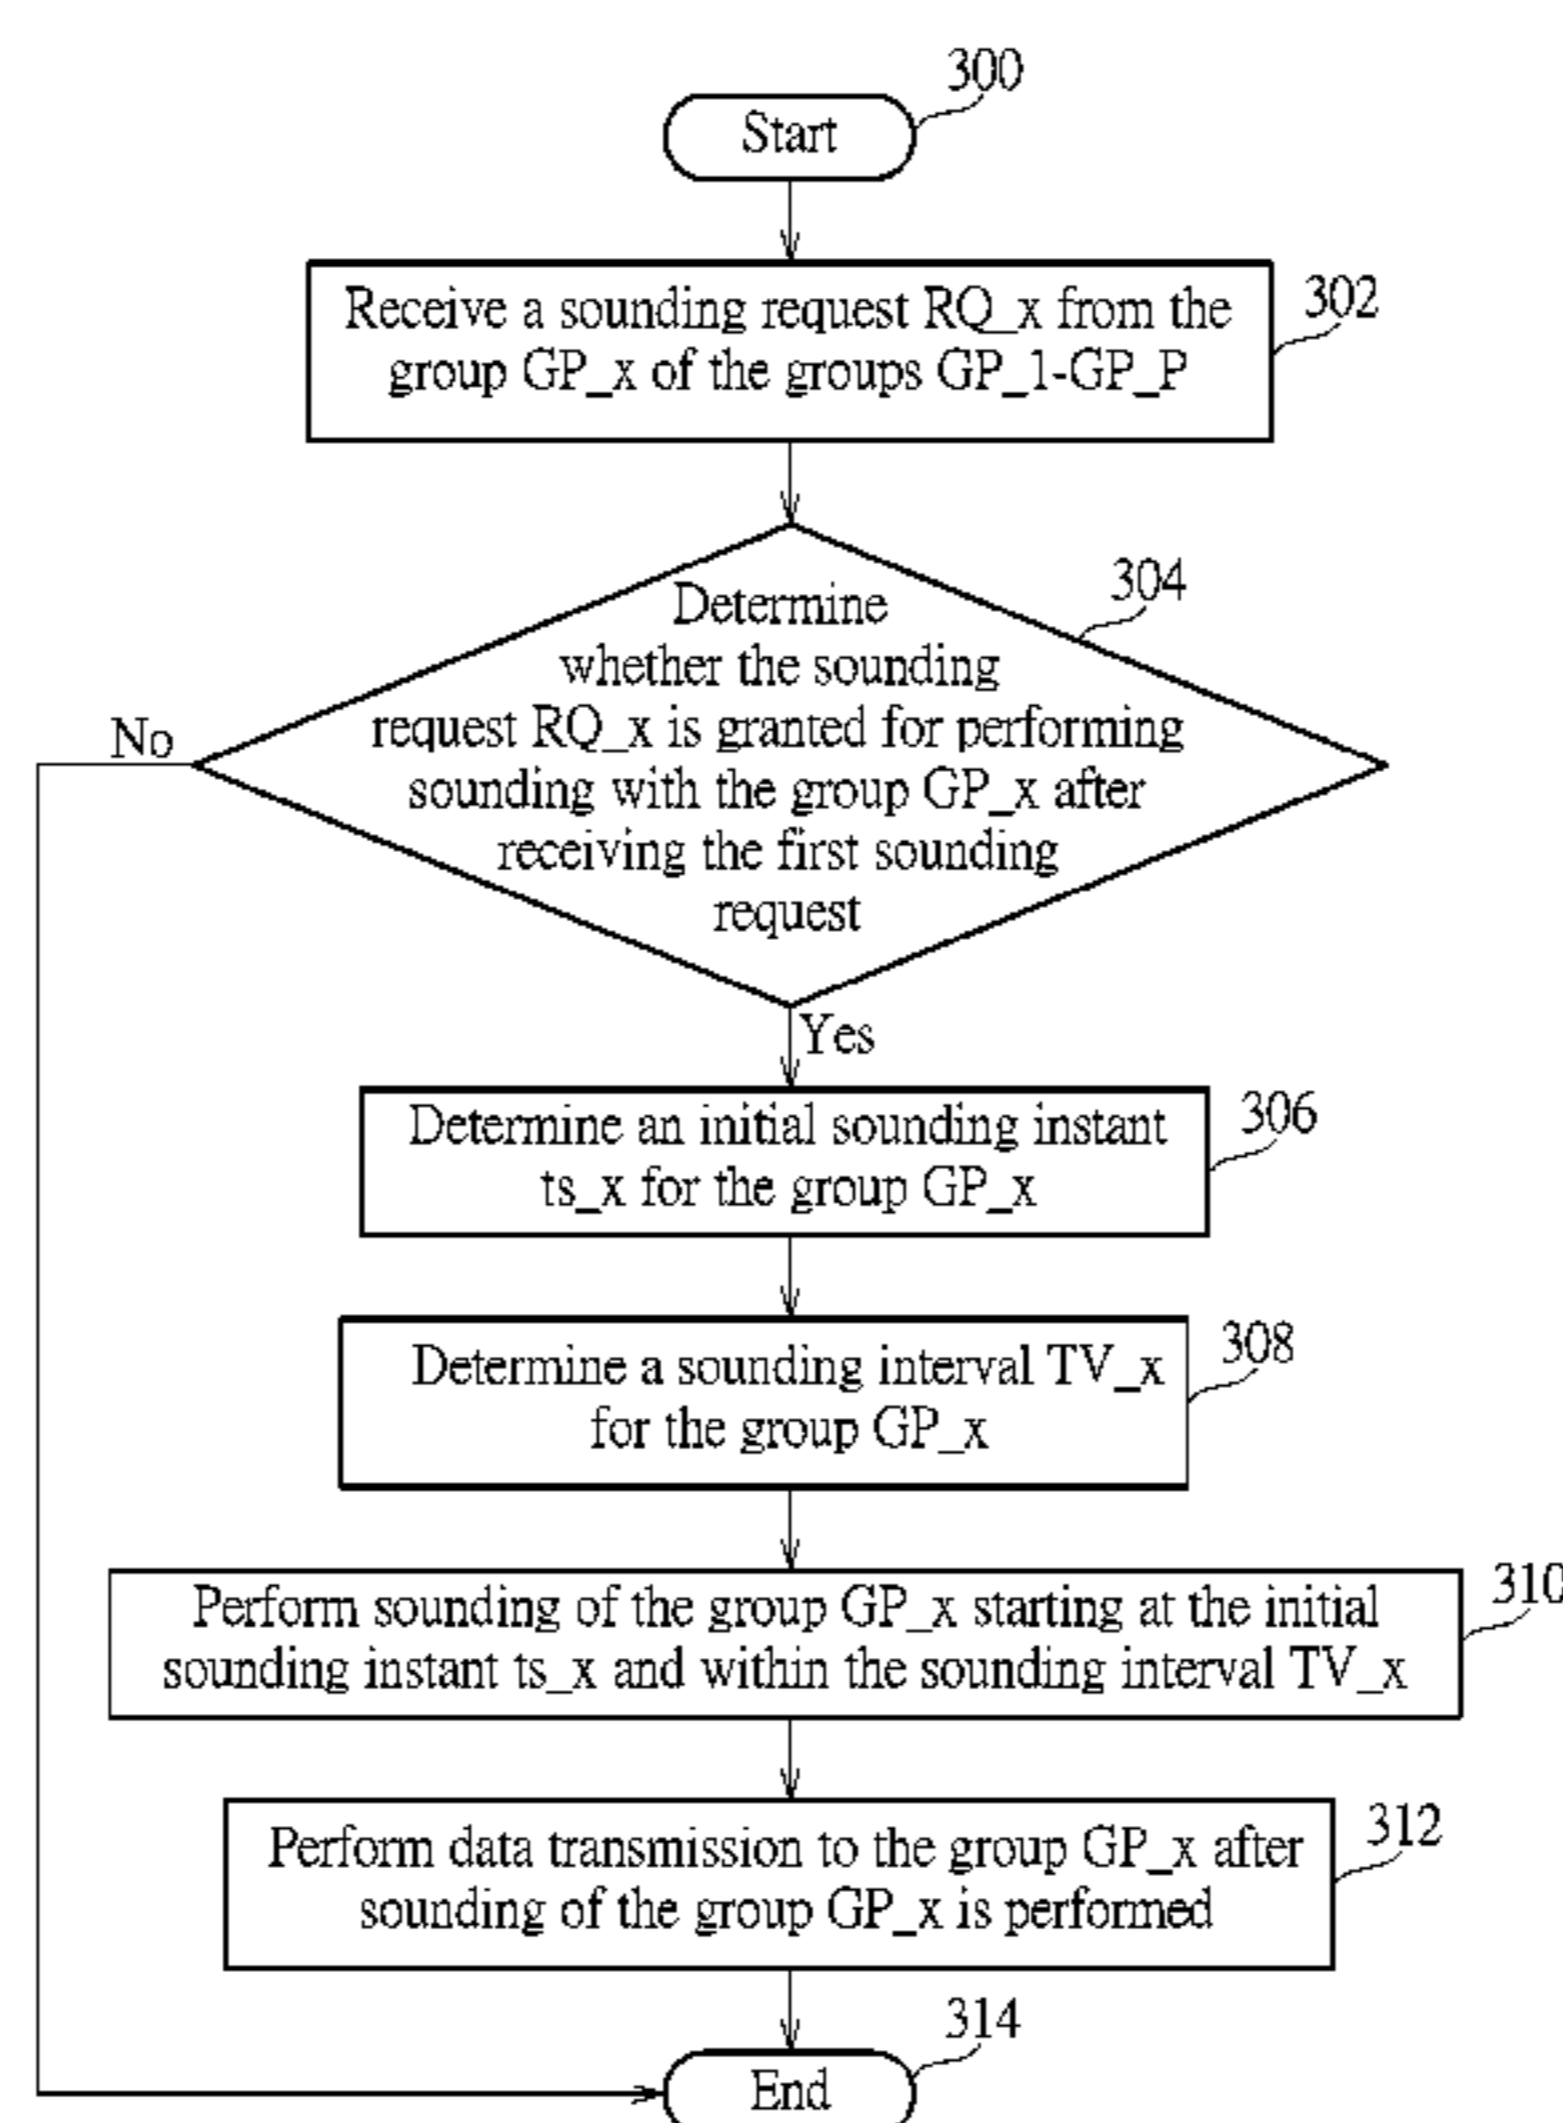 300
Start
302
Receive a sounding request RQ_x from the
group GP_x of the groups GP_1-GP_P
304
Determine
whether the sounding
request RQ_x is granted for performing
sounding with the group GP_x after
receiving the first sounding
request
No
Yes
306
Determine an initial sounding instant
ts_x for the group GP_x
308
Determine a sounding interval TV_x
for the group GP_x
310
Perform sounding of the group GP_x starting at the initial
sounding instant ts_x and within the sounding interval TV_x
312
Perform data transmission to the group GP_x after
sounding of the group GP_x is performed
314
End